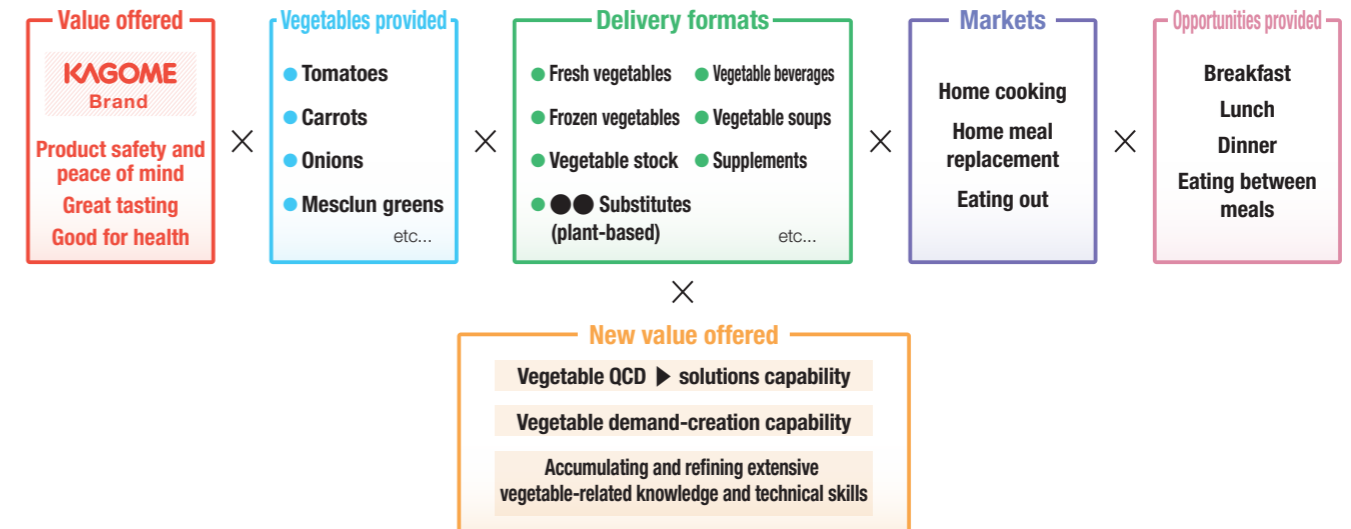 Value offered
KAGOME
Brand
Product safety and
peace of mind
Great tasting
Good for health
×
Vegetables provided
● Tomatoes
● Carrots
● Onions
● Mesclun greens
etc...
×
Delivery formats
● Fresh vegetables
● Frozen vegetables
● Vegetable stock
● ●● Substitutes
(plant-based)
● Vegetable beverages
● Vegetable soups
● Supplements
etc...
×
Markets
Home cooking
Home meal
replacement
Eating out
×
Opportunities provided
Breakfast
Lunch
Dinner
Eating between
meals
×
New value offered
Vegetable QCD ▶ solutions capability
Vegetable demand-creation capability
Accumulating and refining extensive
vegetable-related knowledge and technical skills